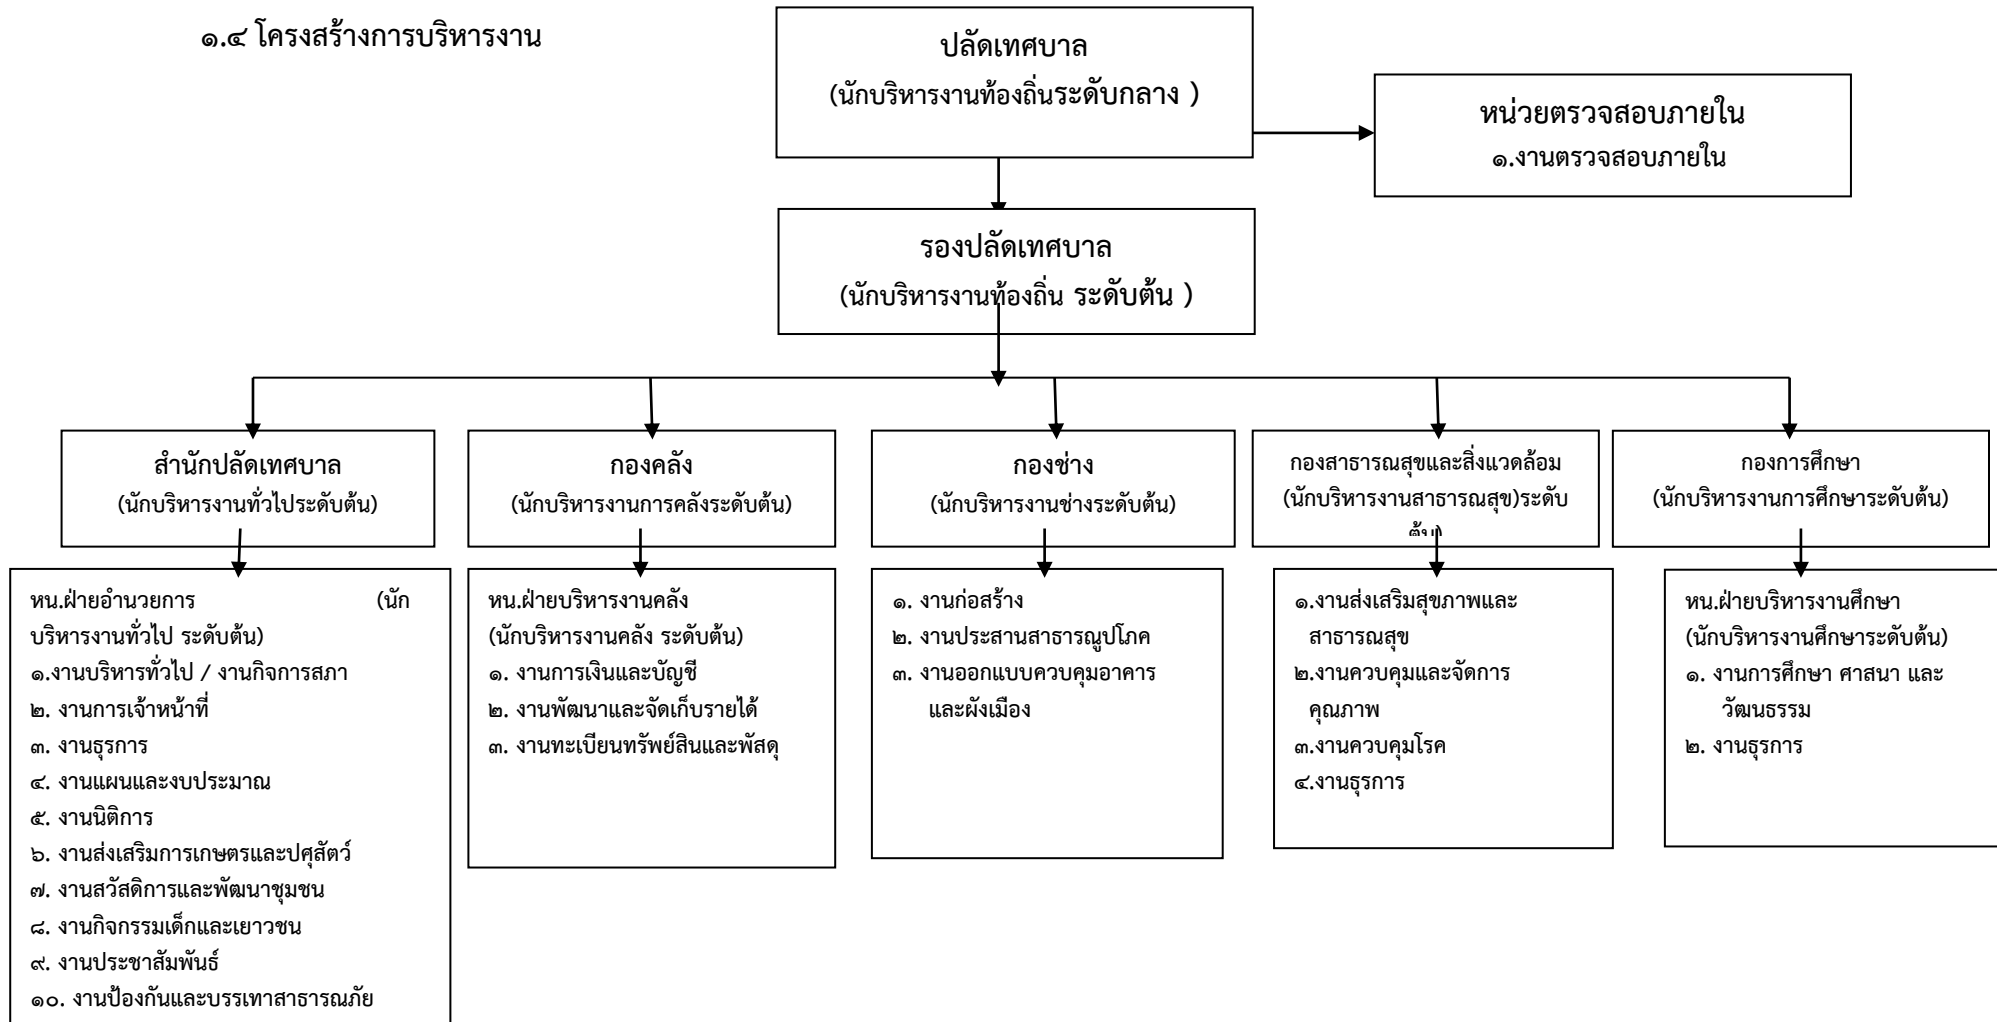 ๑.๔ โครงสร้างการบริหารงาน
ปลัดเทศบาล
(นักบริหารงานท้องถิ่นระดับกลาง )
หน่วยตรวจสอบภายใน
๑.งานตรวจสอบภายใน
รองปลัดเทศบาล
(นักบริหารงานท้องถิ่น ระดับต้น )
สำนักปลัดเทศบาล
(นักบริหารงานทั่วไประดับต้น)
กองคลัง
(นักบริหารงานการคลังระดับต้น)
กองช่าง
(นักบริหารงานช่างระดับต้น)
กองสาธารณสุขและสิ่งแวดล้อม
(นักบริหารงานสาธารณสุข)ระดับ
ต้น)
กองการศึกษา
(นักบริหารงานการศึกษาระดับต้น)
หน.ฝ่ายอำนวยการ (นัก
บริหารงานทั่วไป ระดับต้น)
๑.งานบริหารทั่วไป / งานกิจการสภา
๒. งานการเจ้าหน้าที่
๓. งานธุรการ
๔. งานแผนและงบประมาณ
๕. งานนิติการ
๖. งานส่งเสริมการเกษตรและปศุสัตว์
๗. งานสวัสดิการและพัฒนาชุมชน
๘. งานกิจกรรมเด็กและเยาวชน
๙. งานประชาสัมพันธ์
๑๐. งานป้องกันและบรรเทาสาธารณภัย
หน.ฝ่ายบริหารงานคลัง
(นักบริหารงานคลัง ระดับต้น)
๑. งานการเงินและบัญชี
๒. งานพัฒนาและจัดเก็บรายได้
๓. งานทะเบียนทรัพย์สินและพัสดุ
๑. งานก่อสร้าง
๒. งานประสานสาธารณูปโภค
๓. งานออกแบบควบคุมอาคาร
และผังเมือง
๑.งานส่งเสริมสุขภาพและ
สาธารณสุข
๒.งานควบคุมและจัดการ
คุณภาพ
๓.งานควบคุมโรค
๔.งานธุรการ
หน.ฝ่ายบริหารงานศึกษา
(นักบริหารงานศึกษาระดับต้น)
๑. งานการศึกษา ศาสนา และ
วัฒนธรรม
๒. งานธุรการ